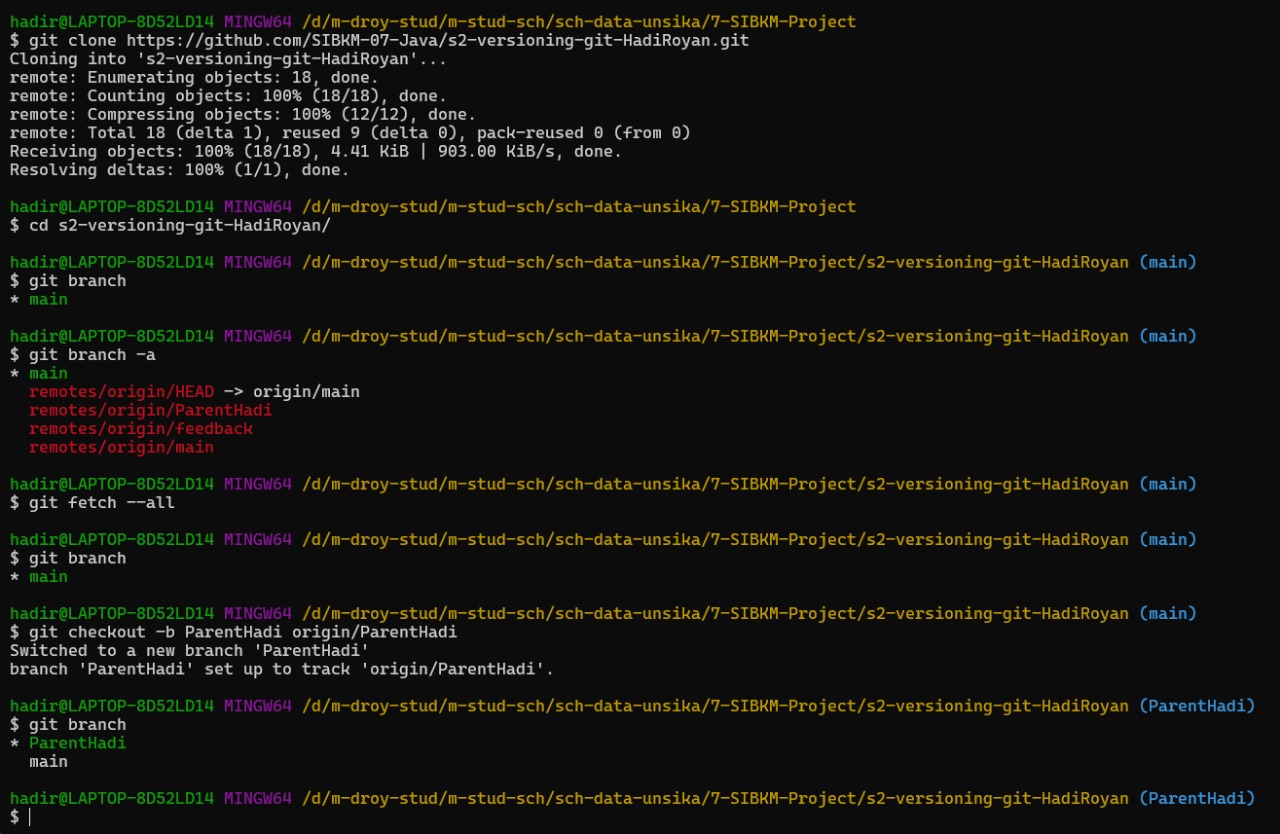 hadir@LAPTOP-8D52LD14 MINGW64 /d/m-droy-stud/m-stud-sch/sch-data-unsika/7-SIBKM-Project
$ git clone https://github.com/SIBKM-07-Java/s2-versioning-git-HadiRoyan.git
Cloning into 's2-versioning-git-HadiRoyan'...
remote: Enumerating objects: 18, done.
remote: Counting objects: 100% (18/18), done.
remote: Compressing objects: 100% (12/12), done.
remote: Total 18 (delta 1), reused 9 (delta 0), pack-reused 0 (from 0)
Receiving objects: 100% (18/18), 4.41 KiB | 903.00 KiB/s, done.
Resolving deltas: 100% (1/1), done.

hadir@LAPTOP-8D52LD14 MINGW64 /d/m-droy-stud/m-stud-sch/sch-data-unsika/7-SIBKM-Project
$ cd s2-versioning-git-HadiRoyan/

hadir@LAPTOP-8D52LD14 MINGW64 /d/m-droy-stud/m-stud-sch/sch-data-unsika/7-SIBKM-Project/s2-versioning-git-HadiRoyan (main)
$ git branch
* main

hadir@LAPTOP-8D52LD14 MINGW64 /d/m-droy-stud/m-stud-sch/sch-data-unsika/7-SIBKM-Project/s2-versioning-git-HadiRoyan (main)
$ git branch -a
* main
  remotes/origin/HEAD -> origin/main
  remotes/origin/ParentHadi
  remotes/origin/feedback
  remotes/origin/main

hadir@LAPTOP-8D52LD14 MINGW64 /d/m-droy-stud/m-stud-sch/sch-data-unsika/7-SIBKM-Project/s2-versioning-git-HadiRoyan (main)
$ git fetch --all

hadir@LAPTOP-8D52LD14 MINGW64 /d/m-droy-stud/m-stud-sch/sch-data-unsika/7-SIBKM-Project/s2-versioning-git-HadiRoyan (main)
$ git branch
* main

hadir@LAPTOP-8D52LD14 MINGW64 /d/m-droy-stud/m-stud-sch/sch-data-unsika/7-SIBKM-Project/s2-versioning-git-HadiRoyan (main)
$ git checkout -b ParentHadi origin/ParentHadi
Switched to a new branch 'ParentHadi'
branch 'ParentHadi' set up to track 'origin/ParentHadi'.

hadir@LAPTOP-8D52LD14 MINGW64 /d/m-droy-stud/m-stud-sch/sch-data-unsika/7-SIBKM-Project/s2-versioning-git-HadiRoyan (ParentHadi)
$ git branch
* ParentHadi
  main

hadir@LAPTOP-8D52LD14 MINGW64 /d/m-droy-stud/m-stud-sch/sch-data-unsika/7-SIBKM-Project/s2-versioning-git-HadiRoyan (ParentHadi)
$